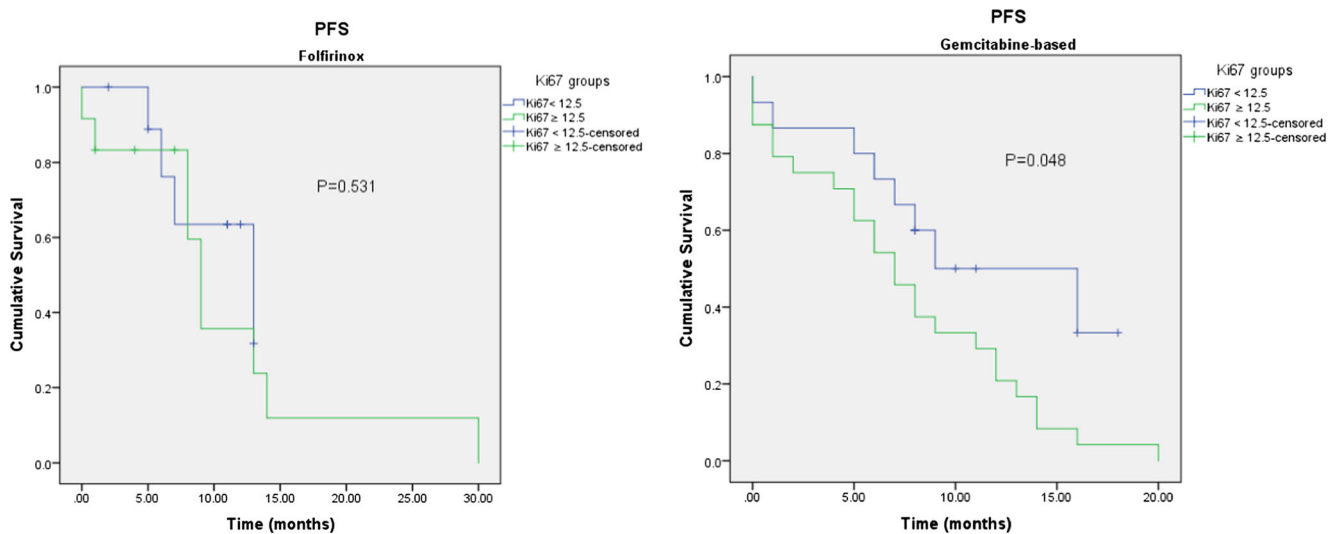 PFS
Folfirinox
Ki67 groups
Ki67< 12.5
Ki67 ≥ 12.5
Ki67 < 12.5-censored
Ki67 ≥ 12.5-censored
P=0.531
Cumulative Survival
1.0
0.8
0.6
0.4
0.2
0.0
.00 5.00 10.00 15.00 20.00 25.00 30.00
Time (months)
PFS
Gemcitabine-based
Ki67 groups
Ki67 < 12.5
Ki67 ≥ 12.5
Ki67 < 12.5-censored
Ki67 ≥ 12.5-censored
P=0.048
Cumulative Survival
1.0
0.8
0.6
0.4
0.2
0.0
.00 5.00 10.00 15.00 20.00
Time (months)